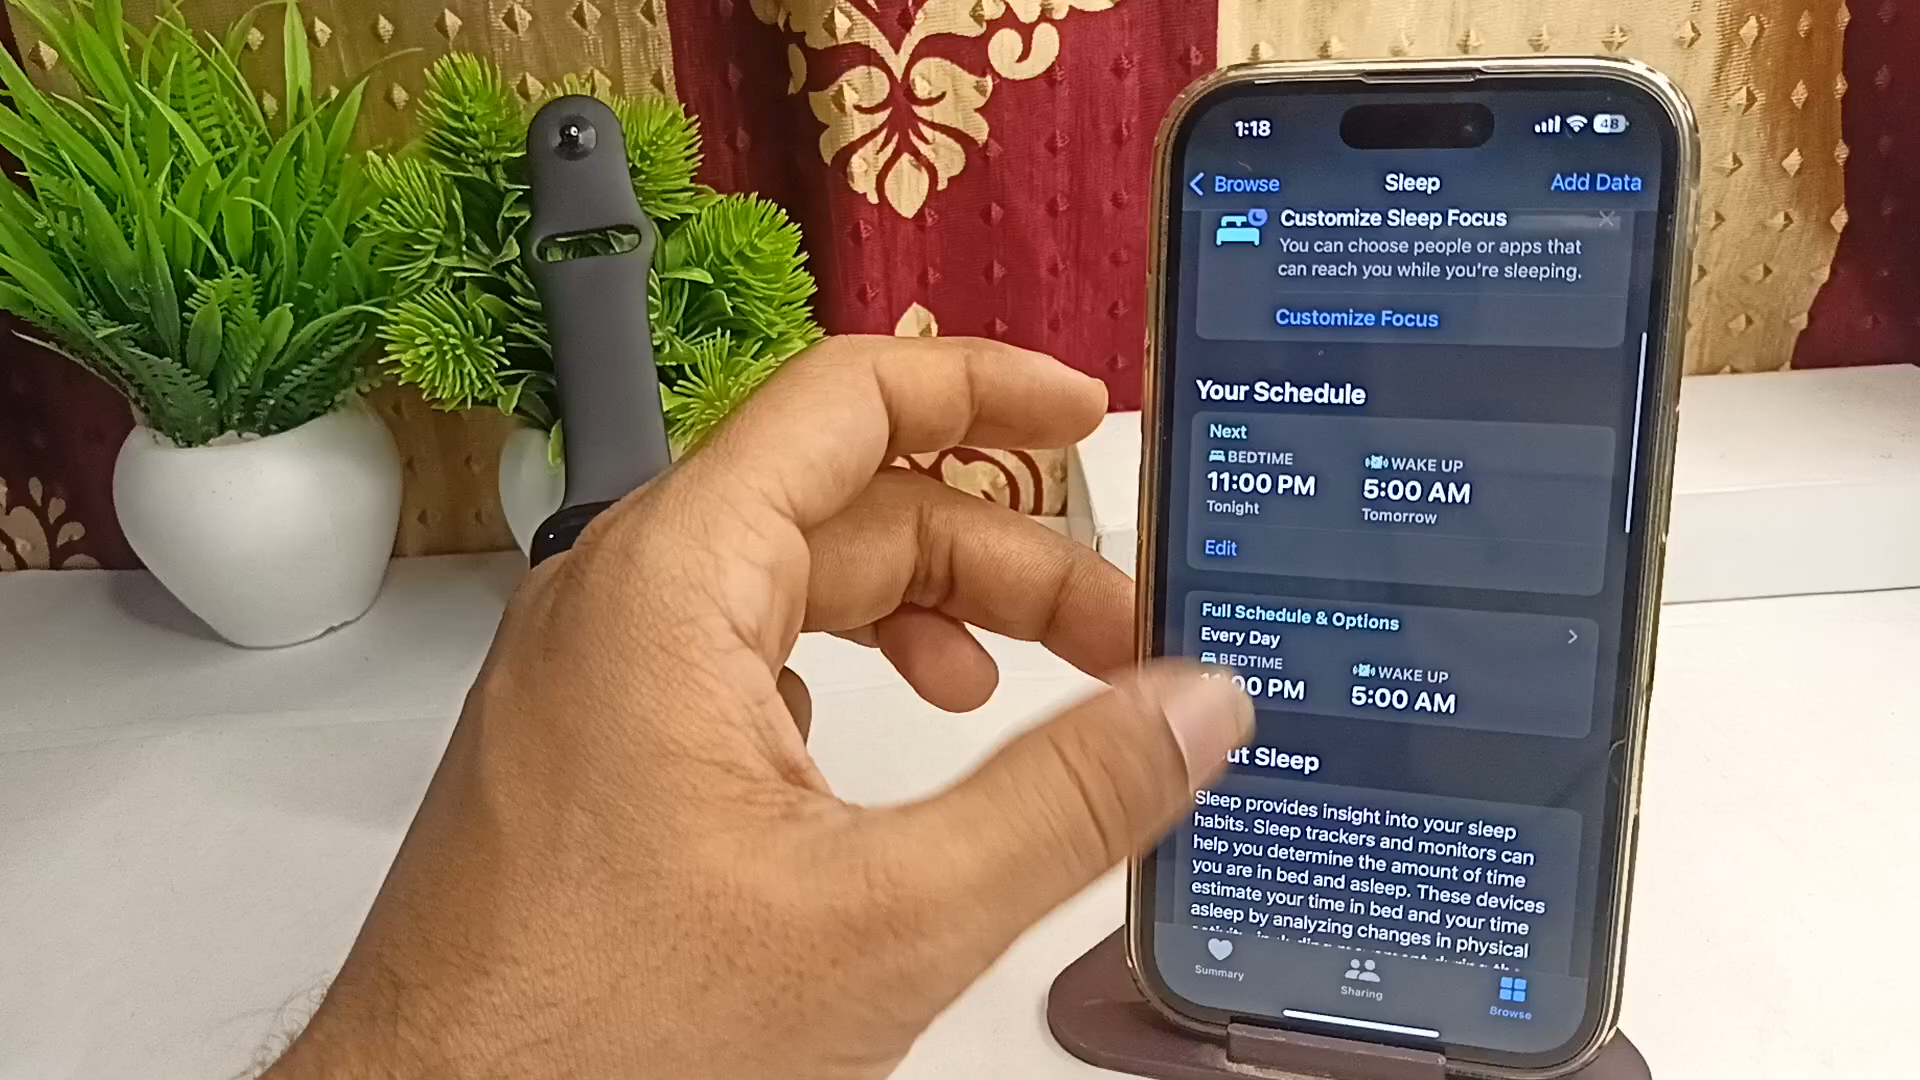 1:18
48
Browse
Sleep
Add Data
Customize Sleep Focus
You can choose people or apps that
can reach you while you're sleeping.
Customize Focus
Your Schedule
Next
BEDTIME
WAKE UP
11:00 PM
5:00 AM
Tonight
Tomorrow
Edit
Full Schedule & Options
Every Day
BEDTIME
WAKE UP
PM
5:00 AM
Sleep
Sleep provides insight into your sleep
habits. Sleep trackers and monitors can
help you determine the amount of time
you are in bed and asleep. These devices
estimate your time in bed and your time
asleep by analyzing changes in physical
Summary
Sharing
Browse